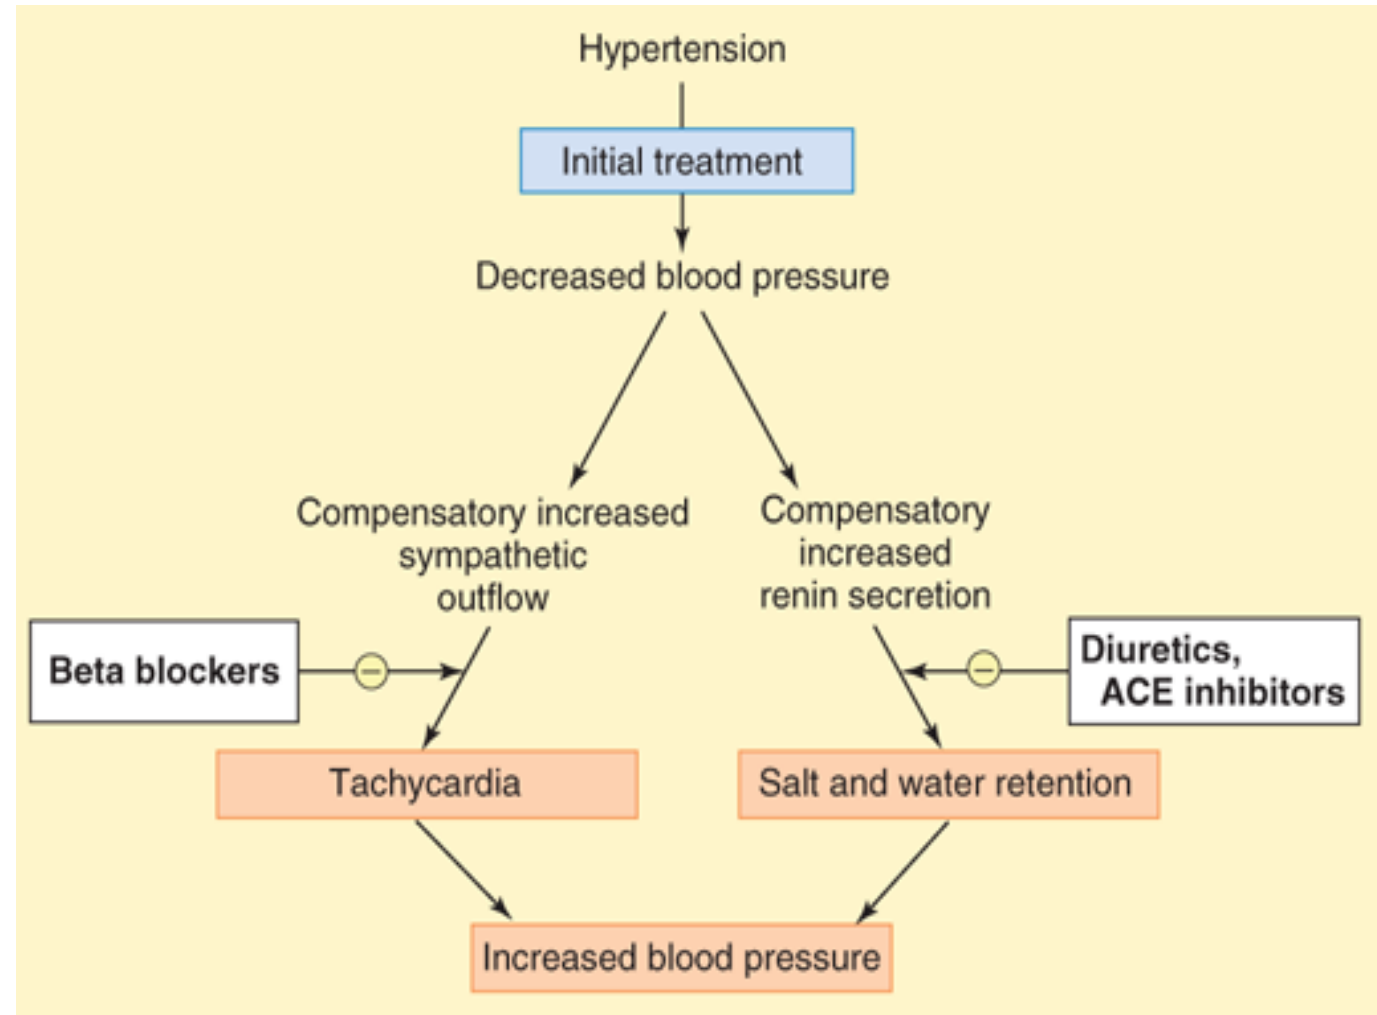 Hypertension
Initial treatment
Decreased blood pressure
Compensatory increased
sympathetic
outflow
Compensatory
increased
renin secretion
Beta blockers
−
−
Diuretics,
ACE inhibitors
Tachycardia
Salt and water retention
Increased blood pressure